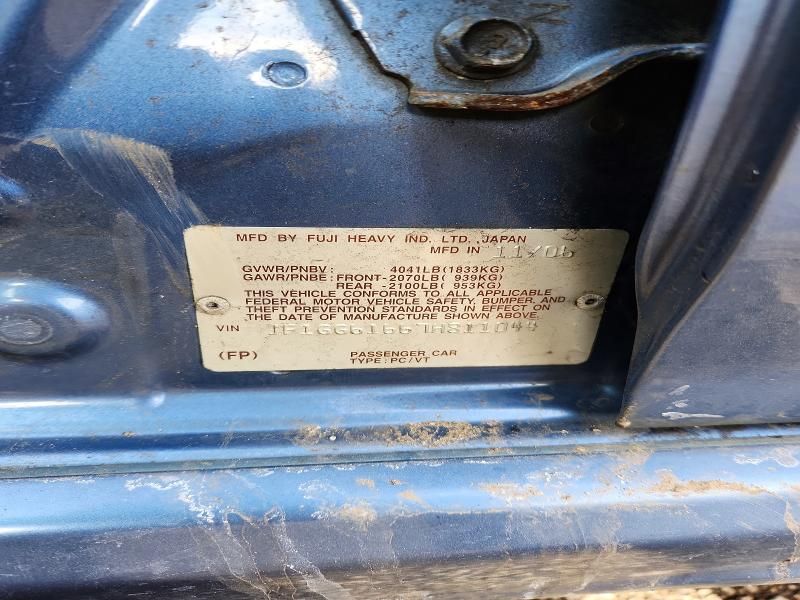 MFD BY FUJI HEAVY IND. LTD., JAPAN
MFD IN 11/06
GVWR/PNBV: 4041LB(1833KG)
GAWR/PNBE: FRONT-2070LB( 939KG)
REAR -2100LB( 953KG)
THIS VEHICLE CONFORMS TO ALL APPLICABLE
FEDERAL MOTOR VEHICLE SAFETY, BUMPER, AND
THEFT PREVENTION STANDARDS IN EFFECT ON
THE DATE OF MANUFACTURE SHOWN ABOVE.
VIN JF1GG61667H811044
(FP) PASSENGER CAR
TYPE: PC/VT